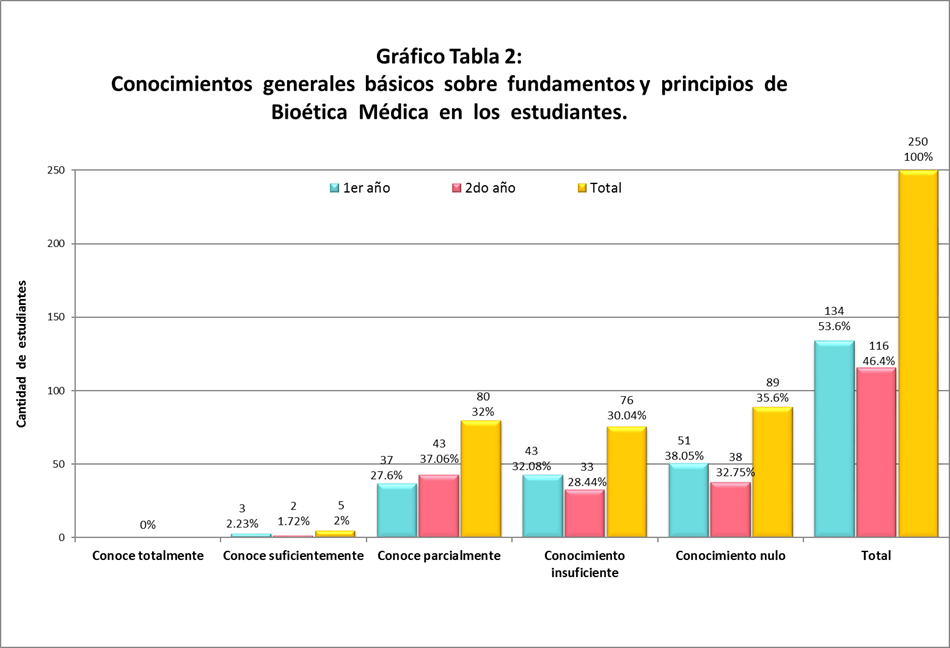 Gráfico Tabla 2:
Conocimientos generales básicos sobre fundamentos y principios de
Bioética Médica en los estudiantes.
250
100%
250
1er año
2do año
Total
200
150
134
53.6%
116
46.4%
100
80
32%
76
30.04%
89
35.6%
50
37
27.6%
43
37.06%
43
32.08%
33
28.44%
51
38.05%
38
32.75%
3
2.23%
2
1.72%
5
2%
0%
0
Cantidad de estudiantes
Conoce totalmente
Conoce suficientemente
Conoce parcialmente
Conocimiento
insuficiente
Conocimiento nulo
Total